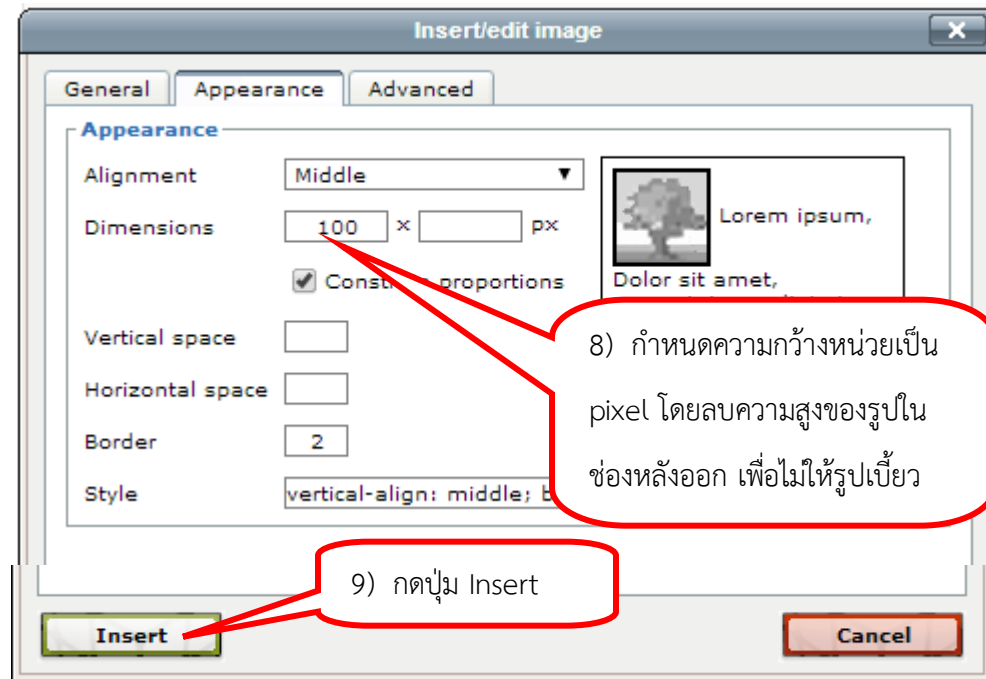 Insert/edit image
General Appearance Advanced
Appearance
Alignment Middle
Dimensions 100 x px
Lorem ipsum,
proportions
Dolor sit amet,
Vertical space
Horizontal space
Border 2
Style vertical-align: middle; b
8) กำหนดความกว้างหน่วยเป็น
pixel โดยลบความสูงของรูปใน
ช่องหลังออก เพื่อไม่ให้รูปเบี้ยว
9) กดปุ่ม Insert
Insert Cancel